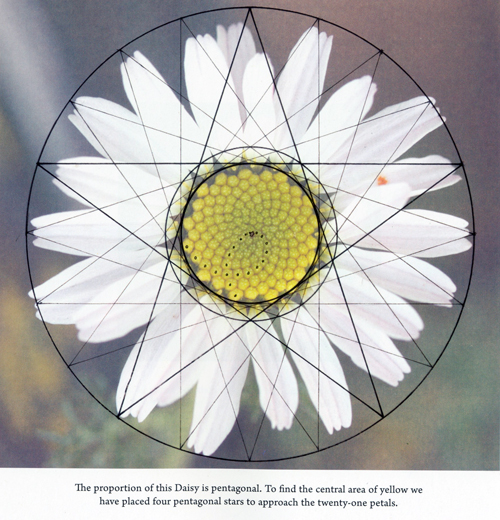 The proportion of this Daisy is pentagonal. To find the central area of yellow we
have placed four pentagonal stars to approach the twenty-one petals.